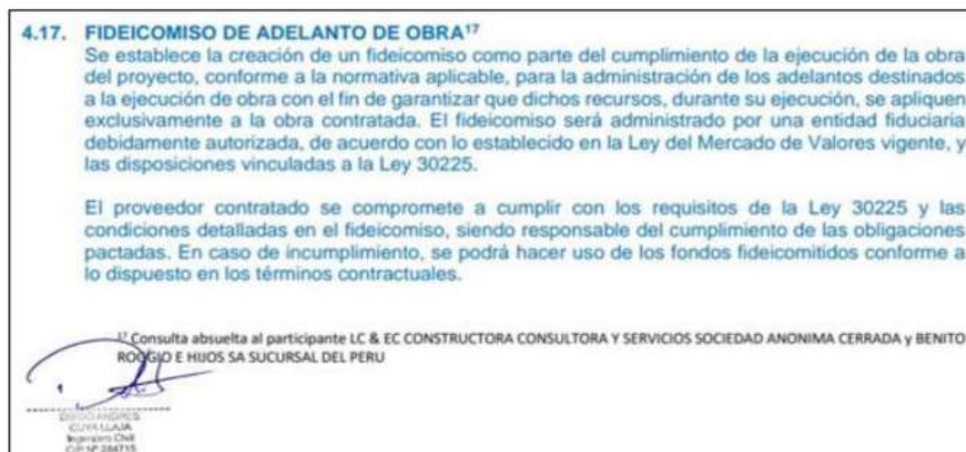 4.17. FIDEICOMISO DE ADELANTO DE OBRA¹⁷
Se establece la creación de un fideicomiso como parte del cumplimiento de la ejecución de la obra
del proyecto, conforme a la normativa aplicable, para la administración de los adelantos destinados
a la ejecución de obra con el fin de garantizar que dichos recursos, durante su ejecución, se apliquen
exclusivamente a la obra contratada. El fideicomiso será administrado por una entidad fiduciaria
debidamente autorizada, de acuerdo con lo establecido en la Ley del Mercado de Valores vigente, y
las disposiciones vinculadas a la Ley 30225.
El proveedor contratado se compromete a cumplir con los requisitos de la Ley 30225 y las
condiciones detalladas en el fideicomiso, siendo responsable del cumplimiento de las obligaciones
pactadas. En caso de incumplimiento, se podrá hacer uso de los fondos fideicomitidos conforme a
lo dispuesto en los términos contractuales.
¹⁷ Consulta absuelta al participante LC & EC CONSTRUCTORA CONSULTORA Y SERVICIOS SOCIEDAD ANONIMA CERRADA y BENITO
ROGGIO E HIJOS SA SUCURSAL DEL PERU
ANDRES
Ingeniero Civil